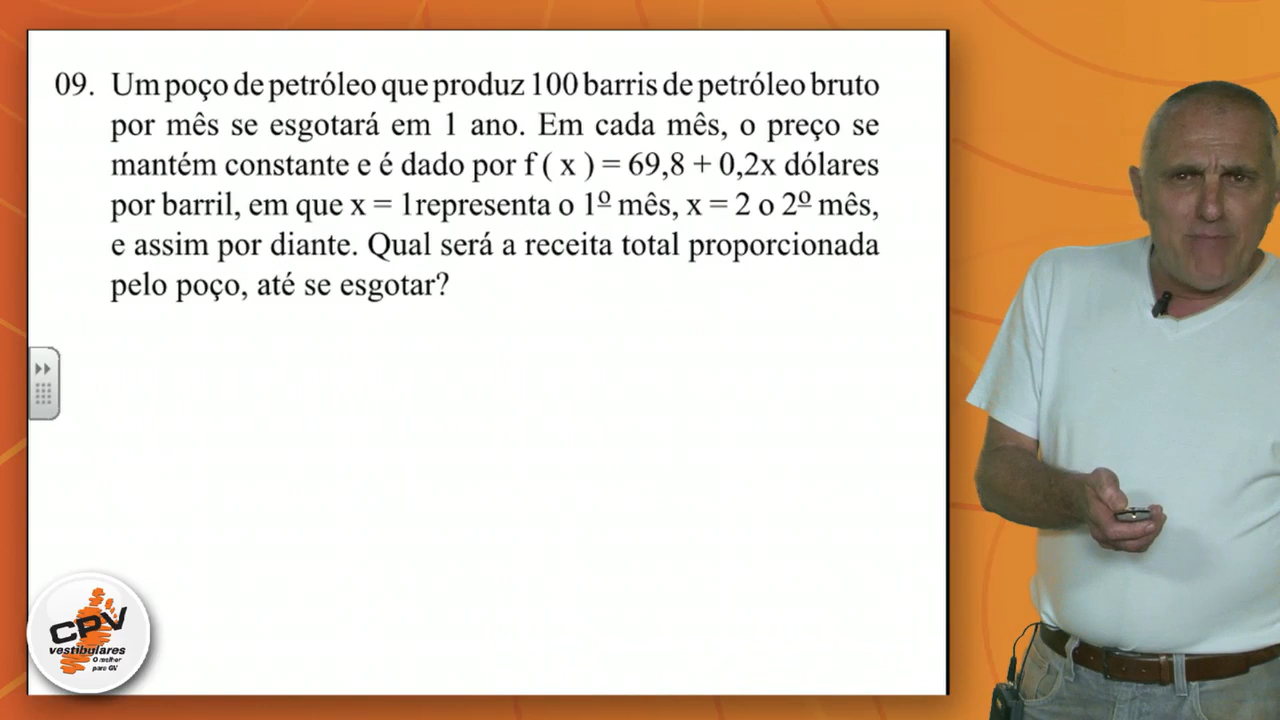 09. Um poço de petróleo que produz 100 barris de petróleo bruto
por mês se esgotará em 1 ano. Em cada mês, o preço se
mantém constante e é dado por f ( x ) = 69,8 + 0,2x dólares
por barril, em que x = 1representa o 1º mês, x = 2 o 2º mês,
e assim por diante. Qual será a receita total proporcionada
pelo poço, até se esgotar?
CPV
vestibulares
O melhor
para GV